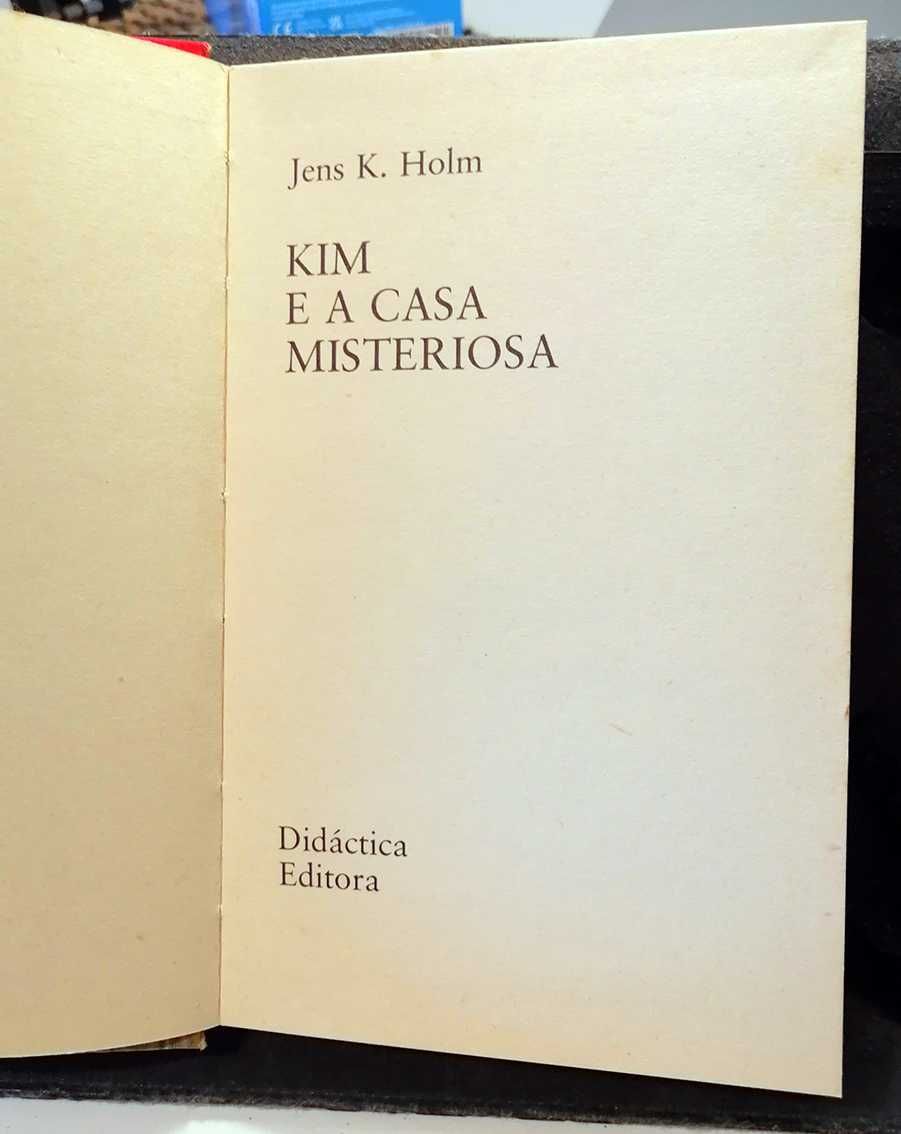 Jens K. Holm
KIM
E A CASA
MISTERIOSA
Didáctica
Editora